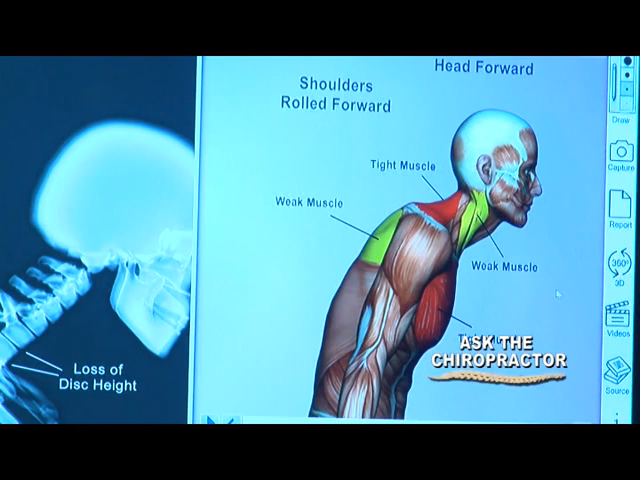 Head Forward
Shoulders
Rolled Forward
Tight Muscle
Weak Muscle
Weak Muscle
Loss of
Disc Height
ASK THE
CHIROPRACTOR
Draw
Capture
Report
360°
3D
Videos
Source